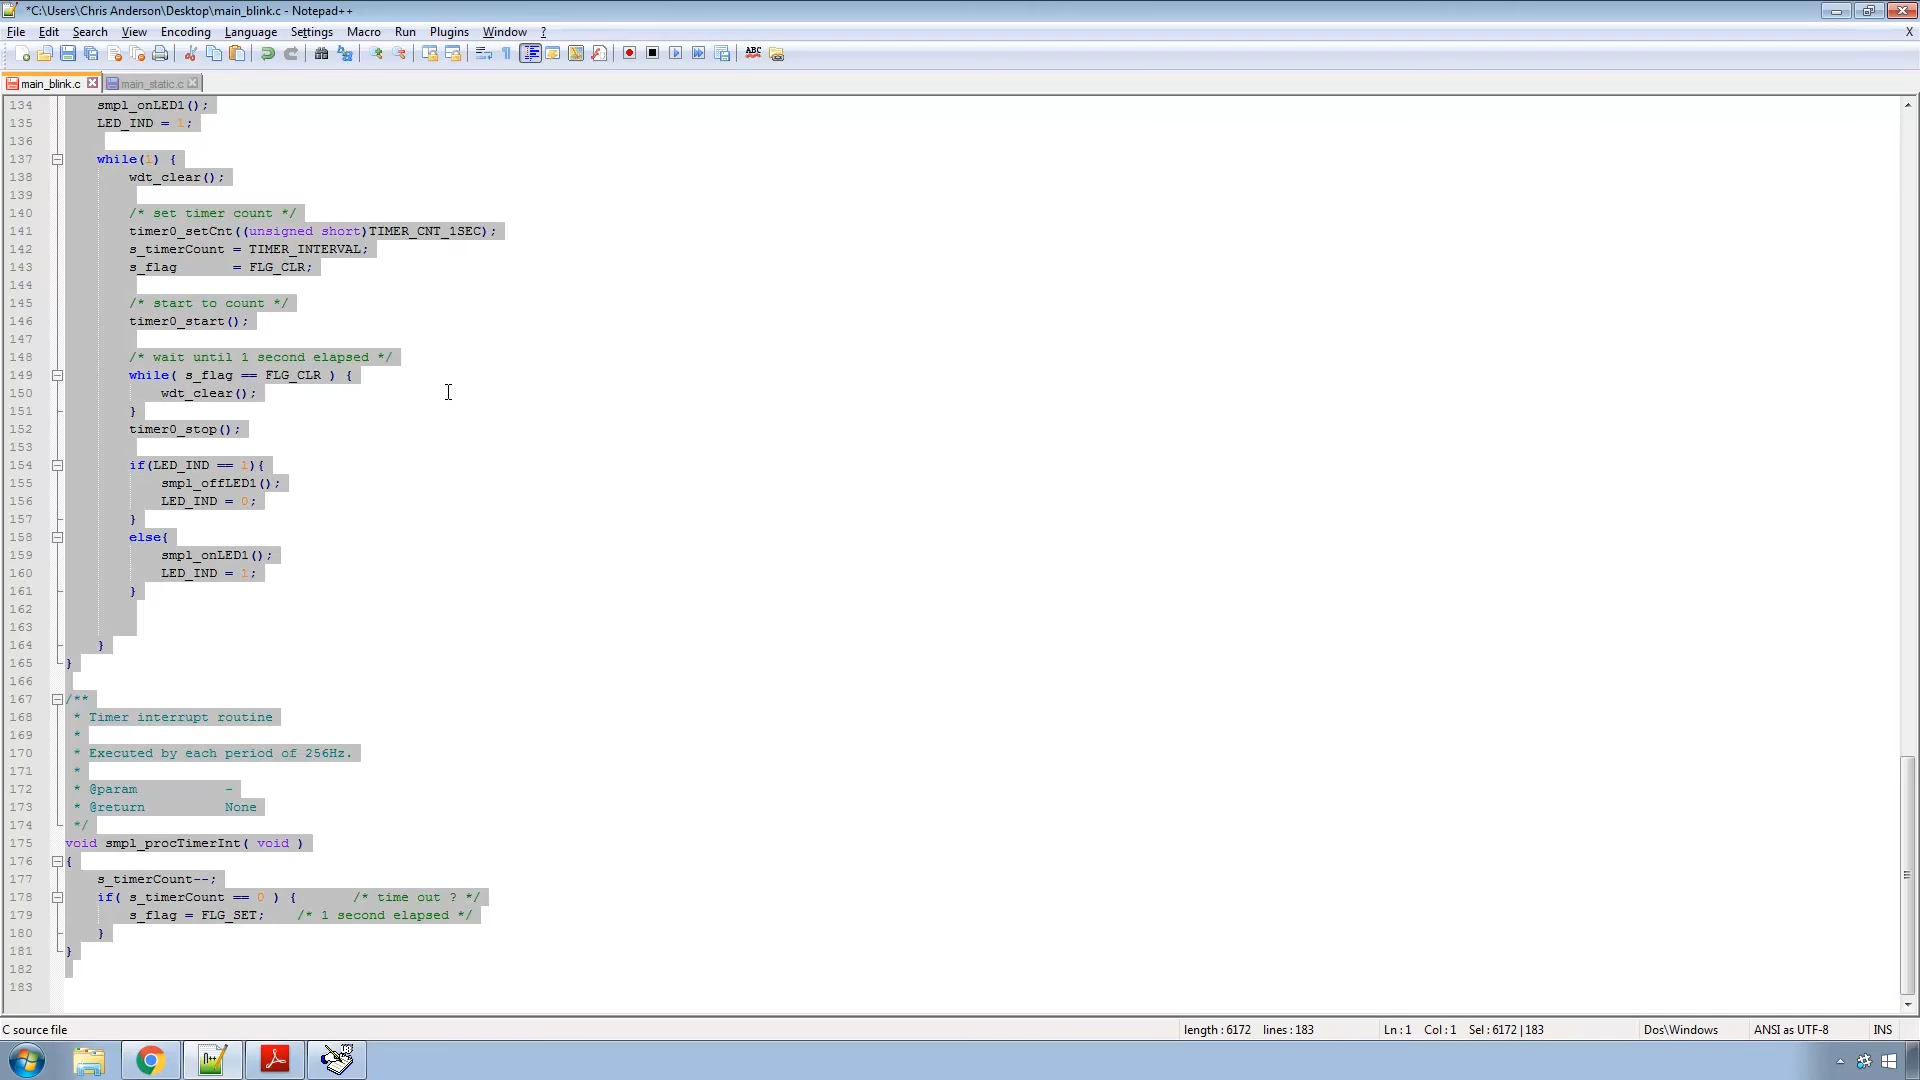 *C:\Users\Chris Anderson\Desktop\main_blink.c - Notepad++
File Edit Search View Encoding Language Settings Macro Run Plugins Window ? X
main_blink.c main_static.c
134 smpl_onLED1();
135 LED_IND = 1;
136
137 while(1) {
138 wdt_clear();
139
140 /* set timer count */
141 timer0_setCnt((unsigned short)TIMER_CNT_1SEC);
142 s_timerCount = TIMER_INTERVAL;
143 s_flag = FLG_CLR;
144
145 /* start to count */
146 timer0_start();
147
148 /* wait until 1 second elapsed */
149 while( s_flag == FLG_CLR ) {
150 wdt_clear();
151 }
152 timer0_stop();
153
154 if(LED_IND == 1){
155 smpl_offLED1();
156 LED_IND = 0;
157 }
158 else{
159 smpl_onLED1();
160 LED_IND = 1;
161 }
162
163
164 }
165 }
166
167 /**
168 * Timer interrupt routine
169 *
170 * Executed by each period of 256Hz.
171 *
172 * @param -
173 * @return None
174 */
175 void smpl_procTimerInt( void )
176 {
177 s_timerCount--;
178 if( s_timerCount == 0 ) { /* time out ? */
179 s_flag = FLG_SET; /* 1 second elapsed */
180 }
181 }
182
183
C source file length : 6172 lines : 183 Ln : 1 Col : 1 Sel : 6172 | 183 Dos\Windows ANSI as UTF-8 INS